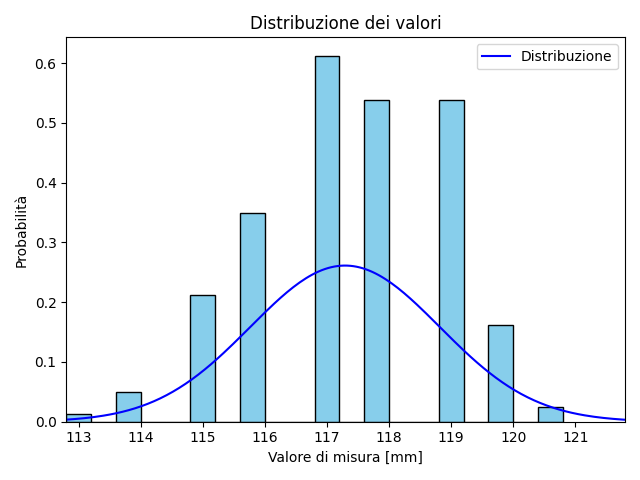 Distribuzione dei valori
Distribuzione
Probabilità
0.6
0.5
0.4
0.3
0.2
0.1
0.0
113 114 115 116 117 118 119 120 121
Valore di misura [mm]